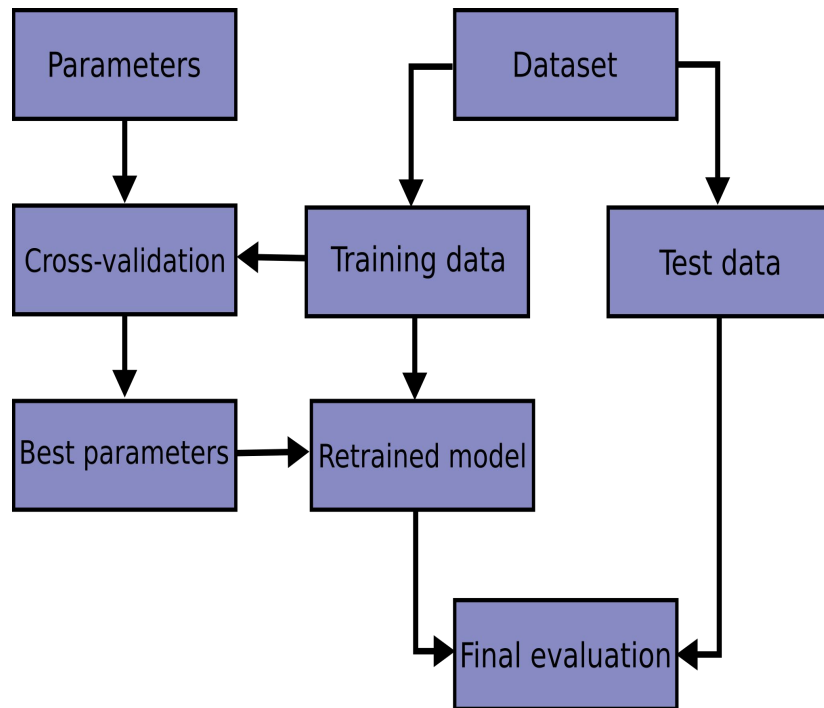 Parameters
Dataset
Cross-validation
Training data
Test data
Best parameters
Retrained model
Final evaluation